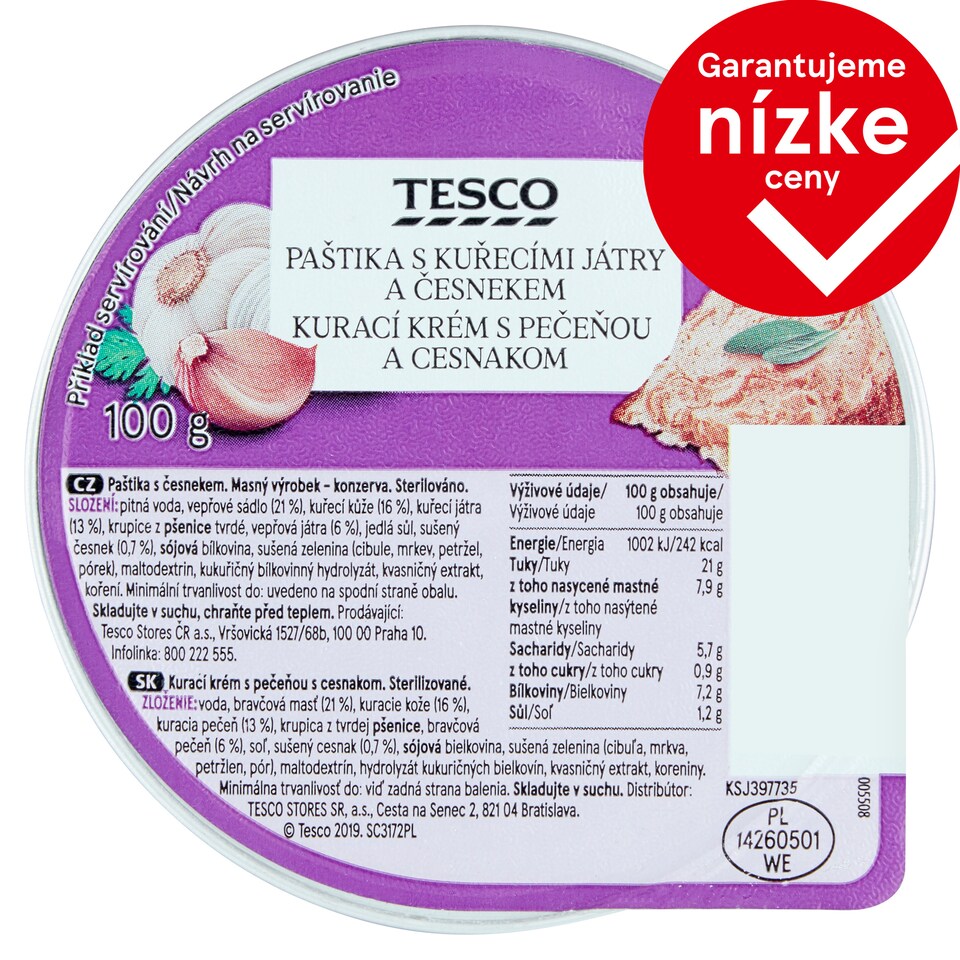 Garantujeme
nízke
ceny
Příklad servírování/Návrh na servírovanie
TESCO
PAŠTIKA S KUŘECÍMI JÁTRY
A ČESNEKEM
KURACÍ KRÉM S PEČEŇOU
A CESNAKOM
100 g
CZ Paštika s česnekem. Masný výrobek - konzerva. Sterilováno.
SLOŽENÍ: pitná voda, vepřové sádlo (21 %), kuřecí kůže (16 %), kuřecí játra
(13 %), krupice z pšenice tvrdé, vepřová játra (6 %), jedlá sůl, sušený
česnek (0,7 %), sójová bílkovina, sušená zelenina (cibule, mrkev, petržel,
pórek), maltodextrin, kukuřičný bílkovinný hydrolyzát, kvasničný extrakt,
koření. Minimální trvanlivost do: uvedeno na spodní straně obalu.
Skladujte v suchu, chraňte před teplem. Prodávající:
Tesco Stores ČR a.s., Vršovická 1527/68b, 100 00 Praha 10.
Infolinka: 800 222 555.
SK Kurací krém s pečeňou s cesnakom. Sterilizované.
ZLOŽENIE: voda, bravčová masť (21 %), kuracie kože (16 %),
kuracia pečeň (13 %), krupica z tvrdej pšenice, bravčová
pečeň (6 %), soľ, sušený cesnak (0,7 %), sójová bielkovina, sušená zelenina (cibuľa, mrkva,
petržlen, pór), maltodextrín, hydrolyzát kukuričných bielkovín, kvasničný extrakt, koreniny.
Minimálna trvanlivosť do: viď zadná strana balenia. Skladujte v suchu. Distribútor:
TESCO STORES SR, a.s., Cesta na Senec 2, 821 04 Bratislava.
© Tesco 2019. SC3172PL
Výživové údaje/ 100 g obsahuje/
Výživové údaje 100 g obsahuje
Energie/Energia 1002 kJ/242 kcal
Tuky/Tuky 21 g
z toho nasycené mastné 7,9 g
kyseliny/z toho nasýtené
mastné kyseliny
Sacharidy/Sacharidy 5,7 g
z toho cukry/z toho cukry 0,9 g
Bílkoviny/Bielkoviny 7,2 g
Sůl/Soľ 1,2 g
KSJ397735
005508
PL
14260501
WE